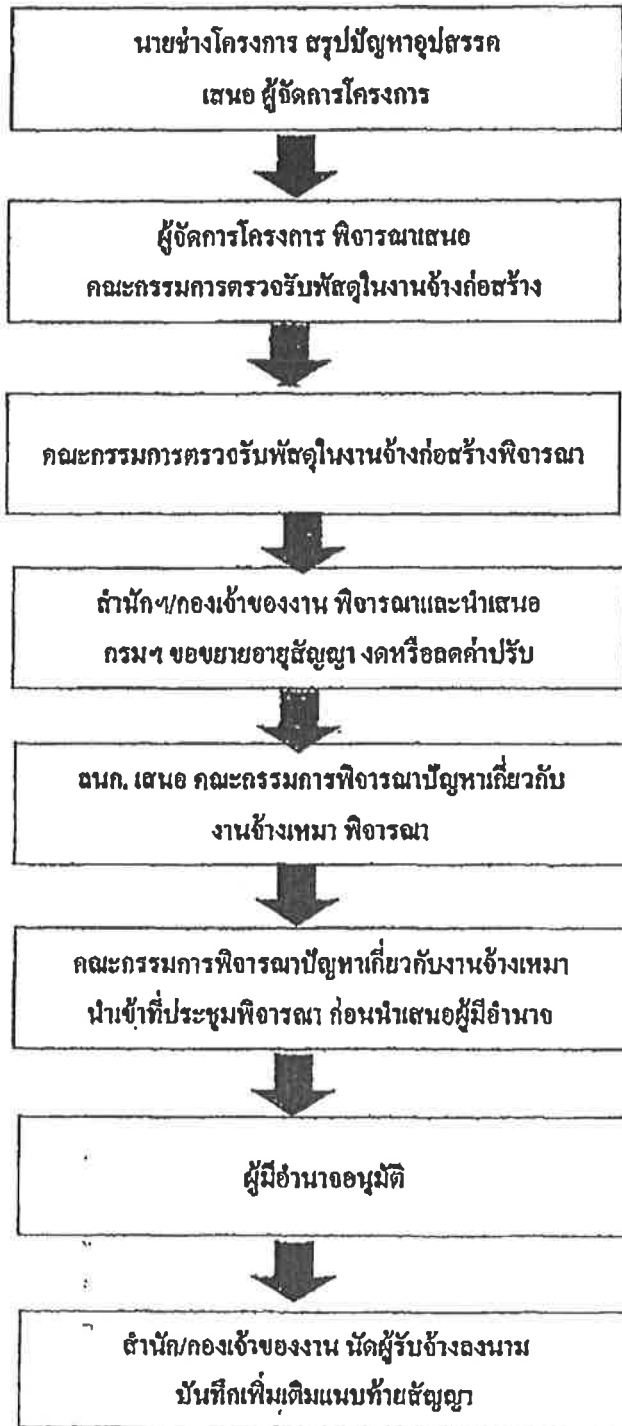 นายช่างโครงการ สรุปปัญหาอุปสรรค
เสนอ ผู้จัดการโครงการ
ผู้จัดการโครงการ พิจารณาเสนอ
คณะกรรมการตรวจรับพัสดุในงานจ้างก่อสร้าง
คณะกรรมการตรวจรับพัสดุในงานจ้างก่อสร้างพิจารณา
สำนักฯ/กองเจ้าของงาน พิจารณาและนำเสนอ
กรมฯ ขอขยายอายุสัญญา งดหรือลดค่าปรับ
สนก. เสนอ คณะกรรมการพิจารณาปัญหาเกี่ยวกับ
งานจ้างเหมา พิจารณา
คณะกรรมการพิจารณาปัญหาเกี่ยวกับงานจ้างเหมา
นำเข้าที่ประชุมพิจารณา ก่อนนำเสนอผู้มีอำนาจ
ผู้มีอำนาจอนุมัติ
สำนัก/กองเจ้าของงาน นัดผู้รับจ้างลงนาม
บันทึกเพิ่มเติมแนบท้ายสัญญา